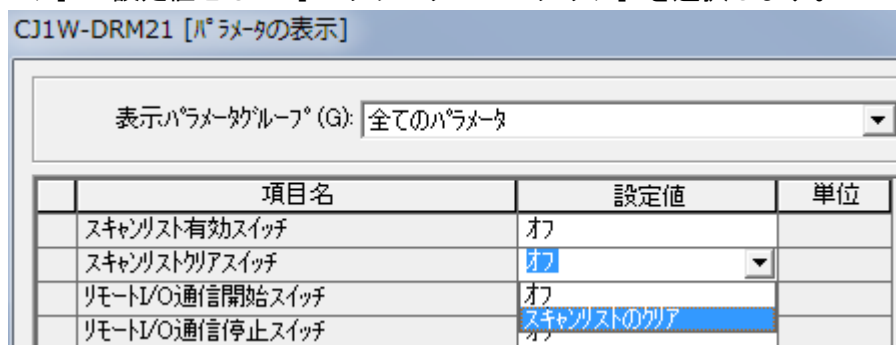 CJ1W-DRM21 [ﾊﾟﾗﾒｰﾀの表示]
表示ﾊﾟﾗﾒｰﾀｸﾞﾙｰﾌﾟ(G): 全てのﾊﾟﾗﾒｰﾀ
項目名 設定値 単位
ｽｷｬﾝﾘｽﾄ有効ｽｲｯﾁ ｵﾌ
ｽｷｬﾝﾘｽﾄｸﾘｱｽｲｯﾁ ｵﾌ
ﾘﾓｰﾄI/O通信開始ｽｲｯﾁ ｵﾌ
ｽｷｬﾝﾘｽﾄのｸﾘｱ
ﾘﾓｰﾄI/O通信停止ｽｲｯﾁ ｵﾌ